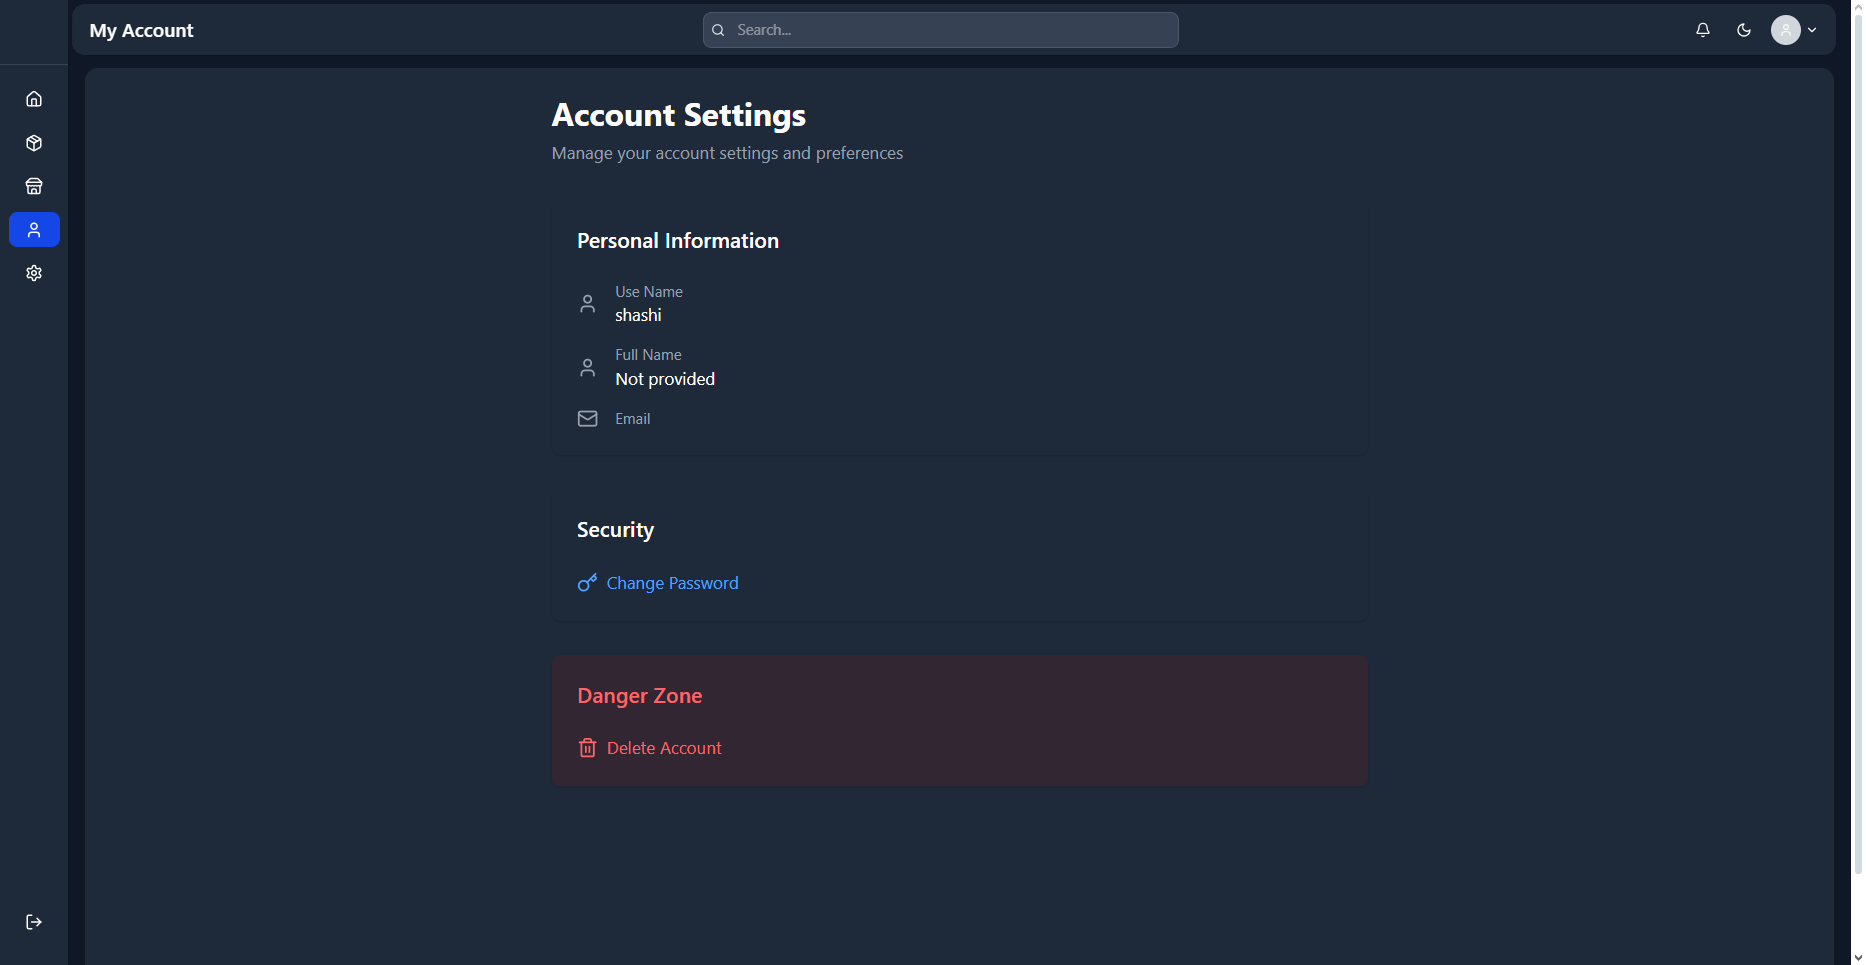 My Account
Search...
Account Settings
Manage your account settings and preferences
Personal Information
Use Name
shashi
Full Name
Not provided
Email
Security
Change Password
Danger Zone
Delete Account